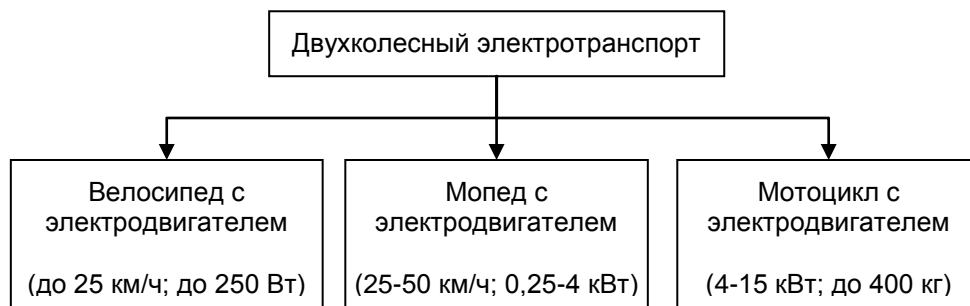 Двухколесный электротранспорт
Велосипед с
электродвигателем
(до 25 км/ч; до 250 Вт)
Мопед с
электродвигателем
(25-50 км/ч; 0,25-4 кВт)
Мотоцикл с
электродвигателем
(4-15 кВт; до 400 кг)